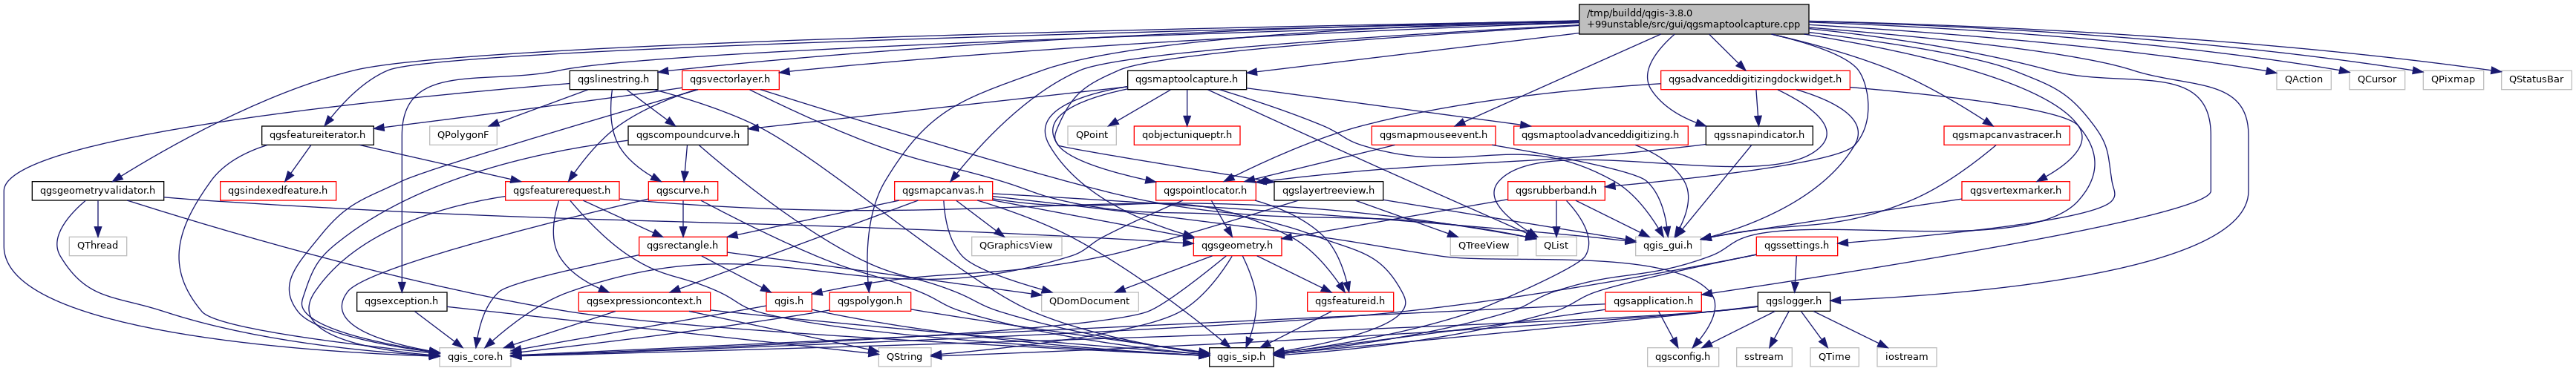 /tmp/buildd/qgis-3.8.0
+99unstable/src/gui/qgsmaptoolcapture.cpp
qgslinestring.h
qgsvectorlayer.h
qgsmaptoolcapture.h
qgsadvanceddigitizingdockwidget.h
QAction
QCursor
QPixmap
QStatusBar
qgsfeatureiterator.h
QPolygonF
qgscompoundcurve.h
QPoint
qobjectuniqueptr.h
qgsmapmouseevent.h
qgsmaptooladvanceddigitizing.h
qgssnapindicator.h
qgsmapcanvastracer.h
qgsgeometryvalidator.h
qgsindexedfeature.h
qgsfeaturerequest.h
qgscurve.h
qgsmapcanvas.h
qgspointlocator.h
qgslayertreeview.h
qgsrubberband.h
qgsvertexmarker.h
QThread
qgsrectangle.h
QGraphicsView
qgsgeometry.h
QTreeView
QList
qgis_gui.h
qgssettings.h
qgsexception.h
qgsexpressioncontext.h
qgis.h
qgspolygon.h
QDomDocument
qgsfeatureid.h
qgsapplication.h
qgslogger.h
qgis_core.h
QString
qgis_sip.h
qgsconfig.h
sstream
QTime
iostream